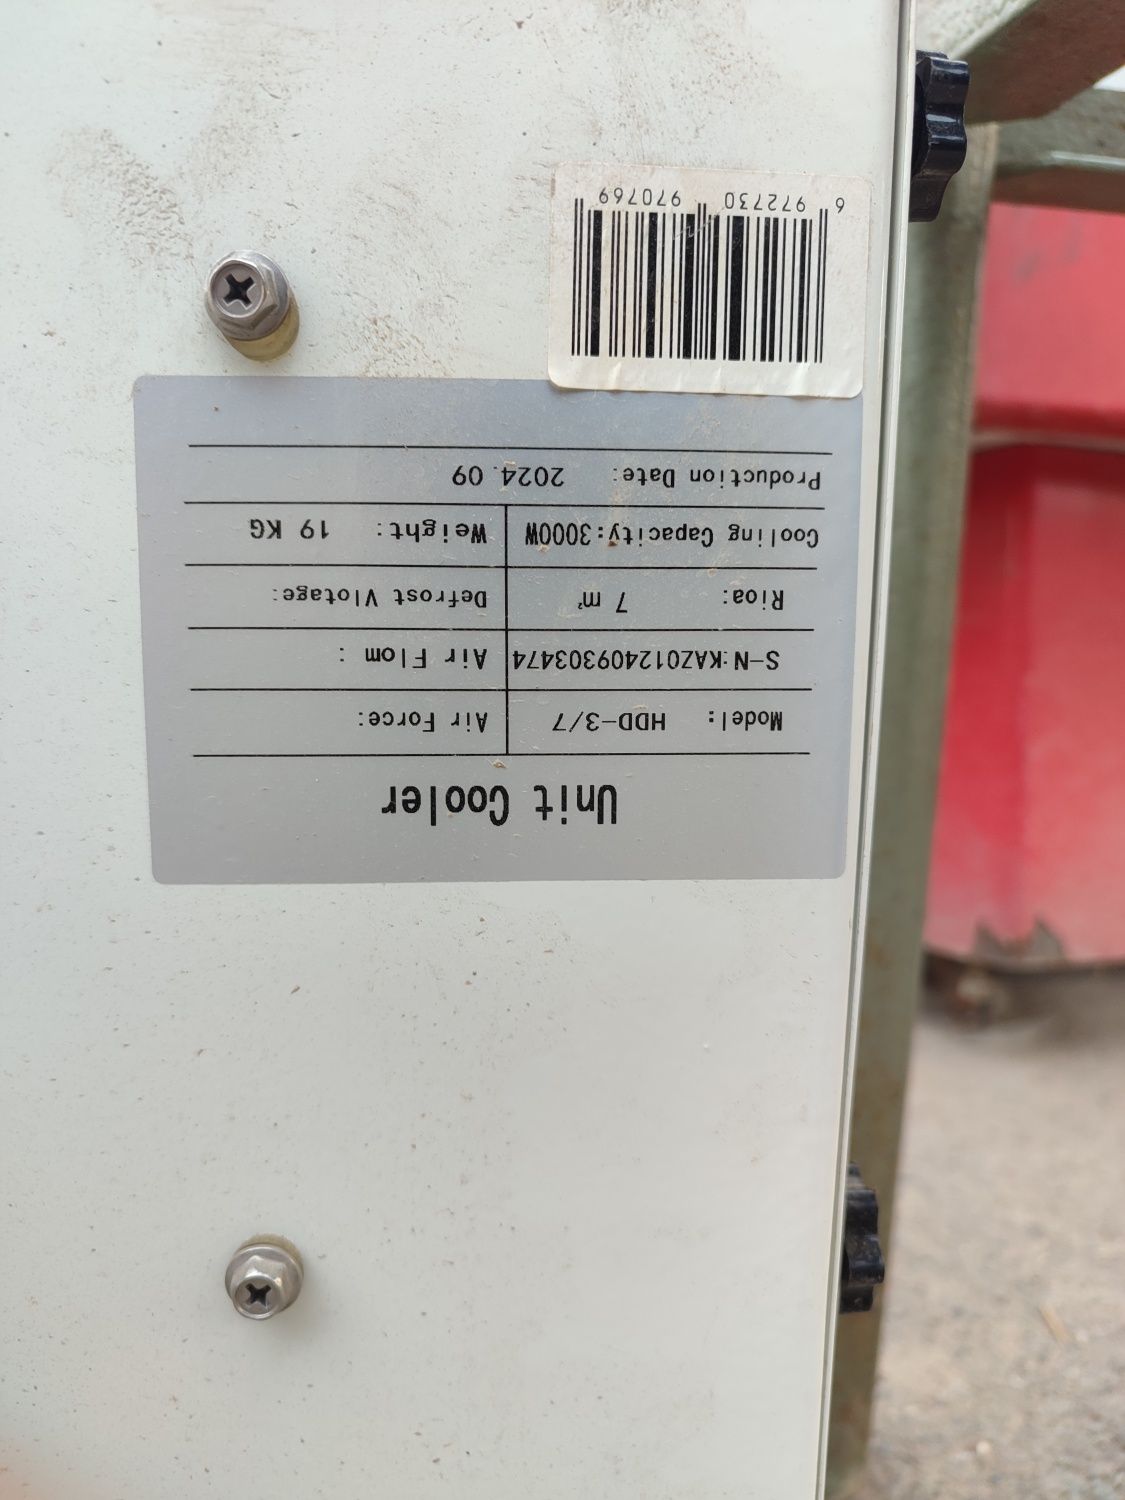 Unit Cooler
Model: HDD-3/7 Air Force:
S-N:KAZ012409303474 Air Flom :
Rioa: 7 m² Defrost Vlotage:
Cooling Capacity:3000W Weight: 19 KG
Production Date: 2024.09
6 972730 970769